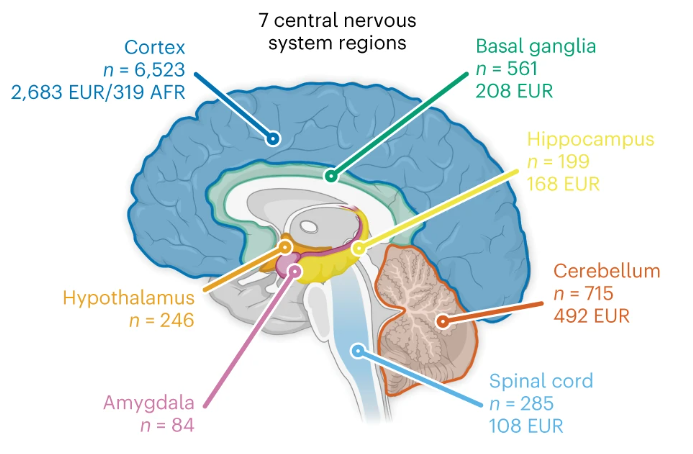 7 central nervous
system regions
Cortex
n = 6,523
2,683 EUR/319 AFR
Basal ganglia
n = 561
208 EUR
Hippocampus
n = 199
168 EUR
Hypothalamus
n = 246
Cerebellum
n = 715
492 EUR
Amygdala
n = 84
Spinal cord
n = 285
108 EUR